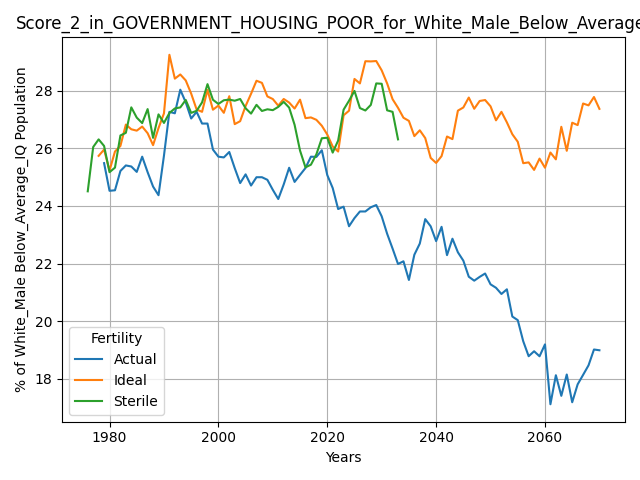 Score_2_in_GOVERNMENT_HOUSING_POOR_for_White_Male_Below_Average
% of White_Male Below_Average_IQ Population
28
26
24
22
20
18
Fertility
Actual
Ideal
Sterile
1980
2000
2020
2040
2060
Years